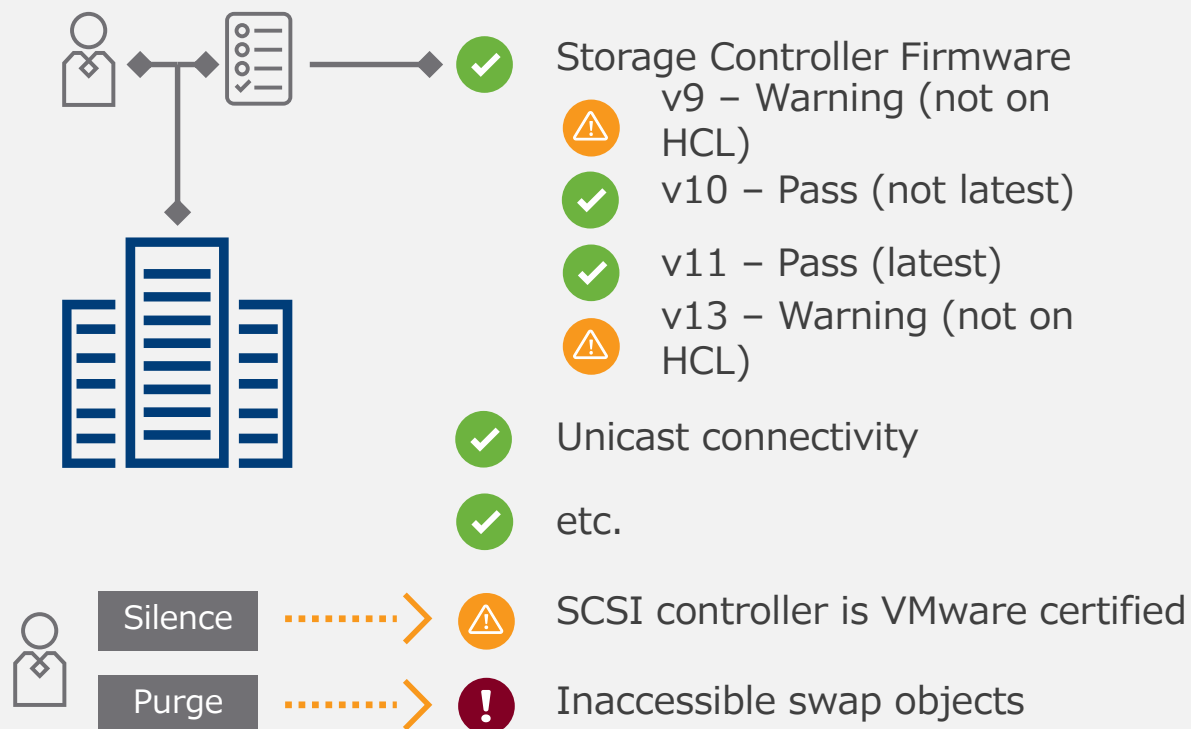 Storage Controller Firmware
v9 – Warning (not on
HCL)
v10 – Pass (not latest)
v11 – Pass (latest)
v13 – Warning (not on
HCL)
Unicast connectivity
etc.
Silence
SCSI controller is VMware certified
Purge
Inaccessible swap objects